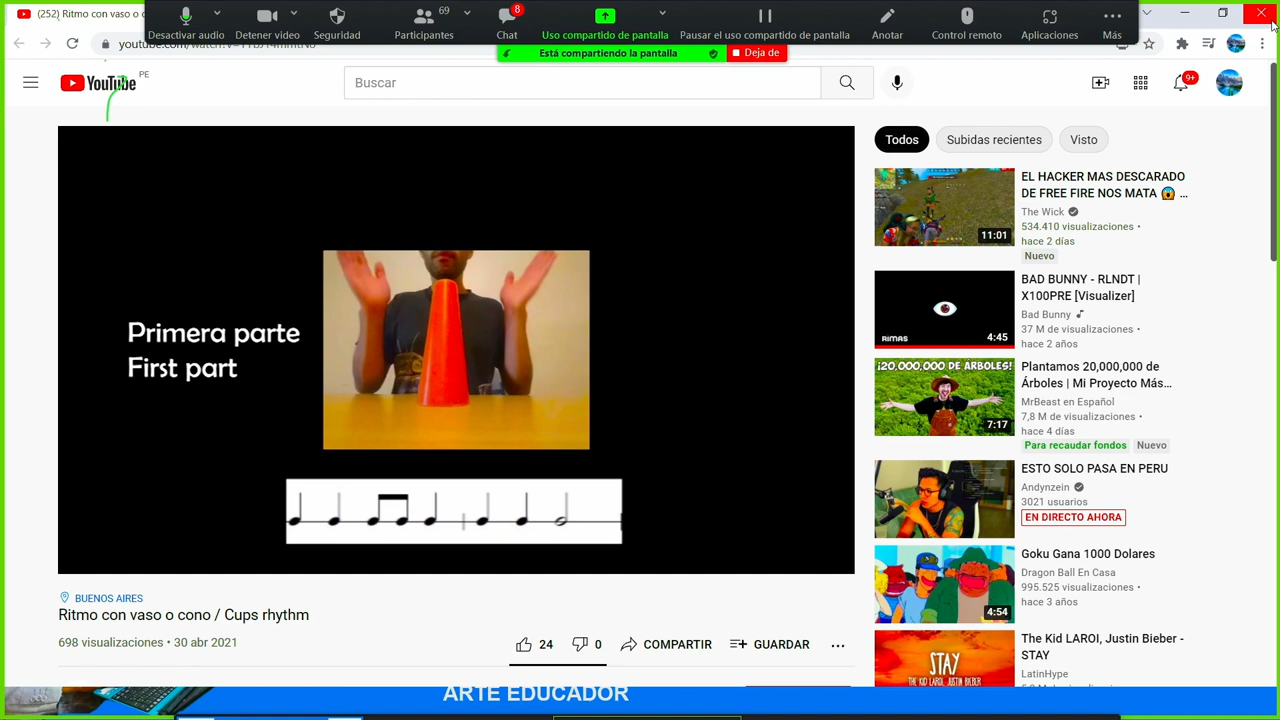 (252) Ritmo con vaso o c
Desactivar audio
Detener video
Seguridad
69
Participantes
8
Chat
Uso compartido de pantalla
Pausar el uso compartido de pantalla
Anotar
Control remoto
Aplicaciones
Más
Está compartiendo la pantalla
Deja de
YouTube PE
Buscar
9+
Primera parte
First part
BUENOS AIRES
Ritmo con vaso o cono / Cups rhythm
698 visualizaciones • 30 abr 2021
24
0
COMPARTIR
GUARDAR
Todos
Subidas recientes
Visto
11:01
EL HACKER MAS DESCARADO
DE FREE FIRE NOS MATA 😱 ...
The Wick
534.410 visualizaciones •
hace 2 días
Nuevo
RIMAS
4:45
BAD BUNNY - RLNDT |
X100PRE [Visualizer]
Bad Bunny
37 M de visualizaciones •
hace 2 años
¡20,000,000 DE ÁRBOLES!
7:17
Plantamos 20,000,000 de
Árboles | Mi Proyecto Más...
MrBeast en Español
7,8 M de visualizaciones •
hace 4 días
Para recaudar fondos
Nuevo
ESTO SOLO PASA EN PERU
Andynzein
3021 usuarios
EN DIRECTO AHORA
4:54
Goku Gana 1000 Dolares
Dragon Ball En Casa
995.525 visualizaciones •
hace 3 años
STAY
THE KID LAROI, JUSTIN BIEBER
The Kid LAROI, Justin Bieber -
STAY
LatinHype
ARTE EDUCADOR